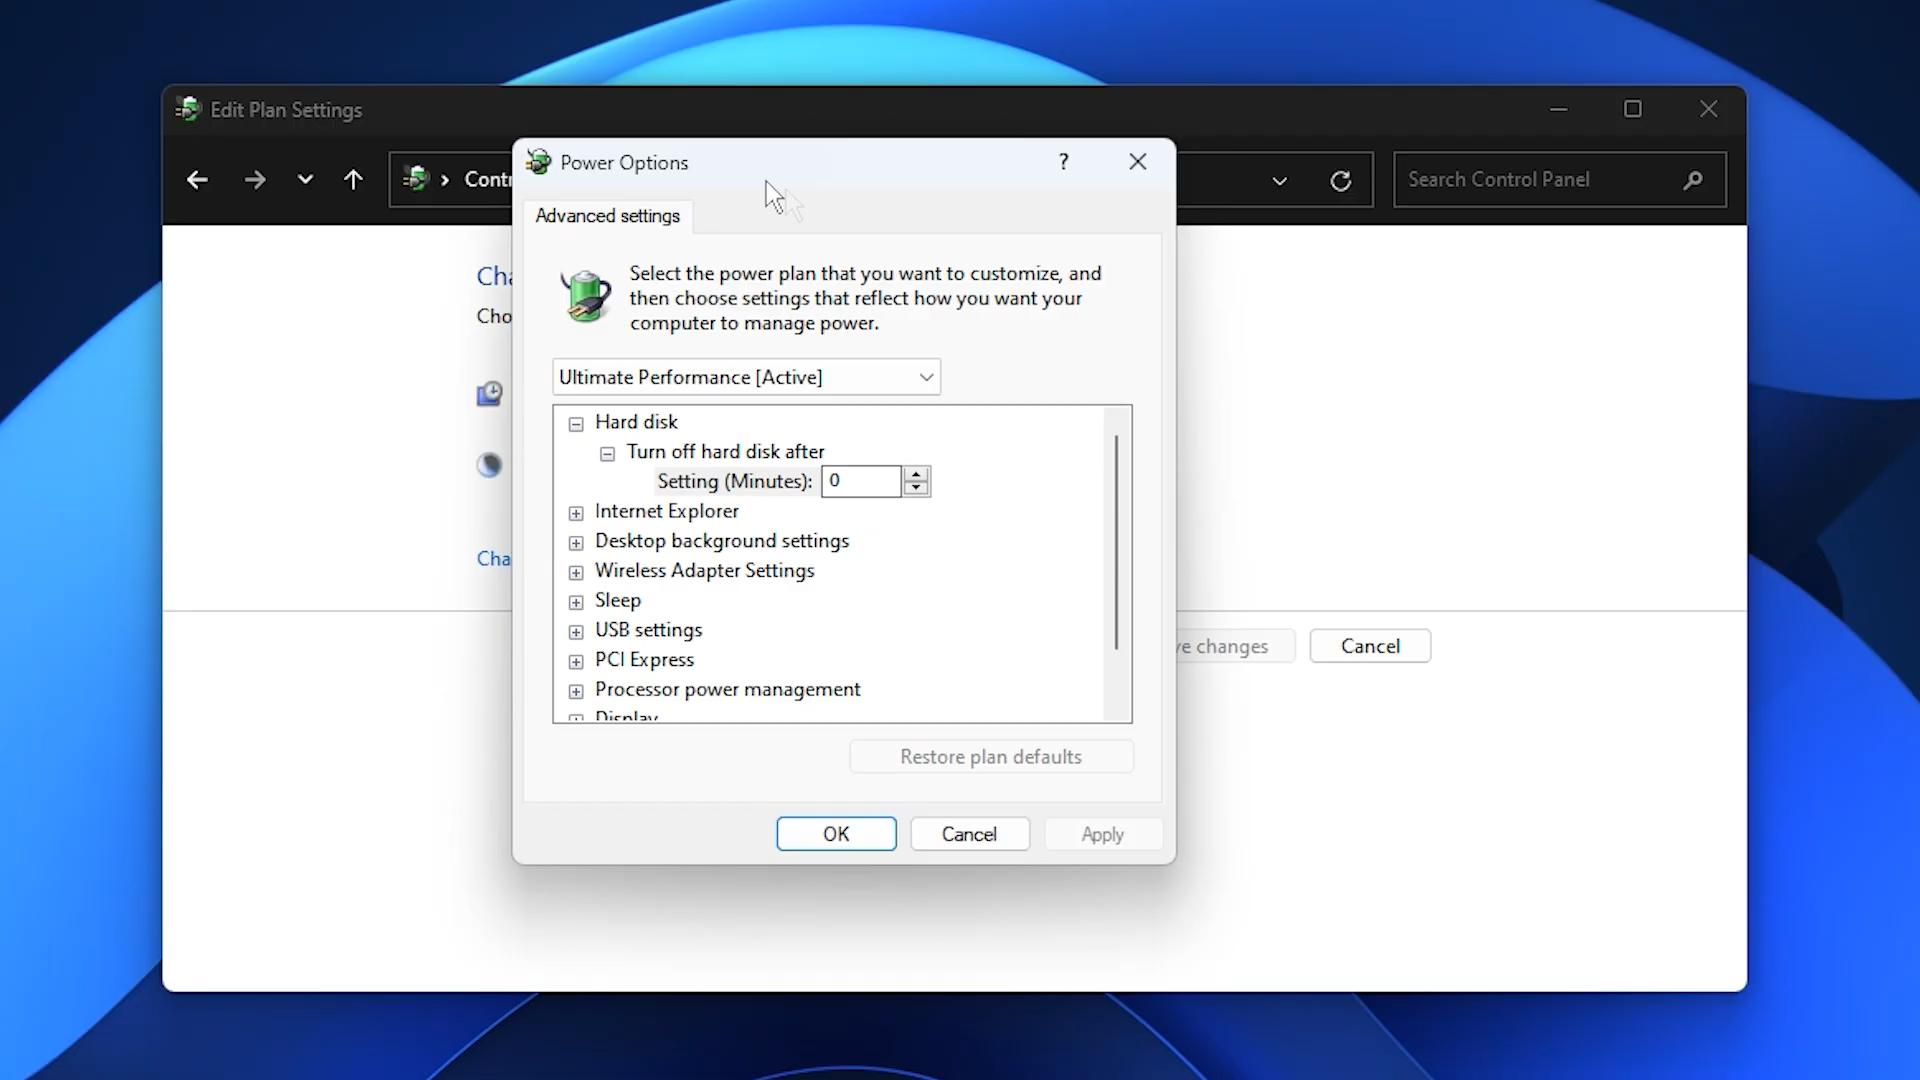 Edit Plan Settings
Power Options
?
Search Control Panel
Advanced settings
Select the power plan that you want to customize, and
then choose settings that reflect how you want your
computer to manage power.
Ultimate Performance [Active]
Hard disk
Turn off hard disk after
Setting (Minutes): 0
Internet Explorer
Desktop background settings
Wireless Adapter Settings
Sleep
USB settings
PCI Express
changes
Cancel
Processor power management
Display
Restore plan defaults
OK
Cancel
Apply